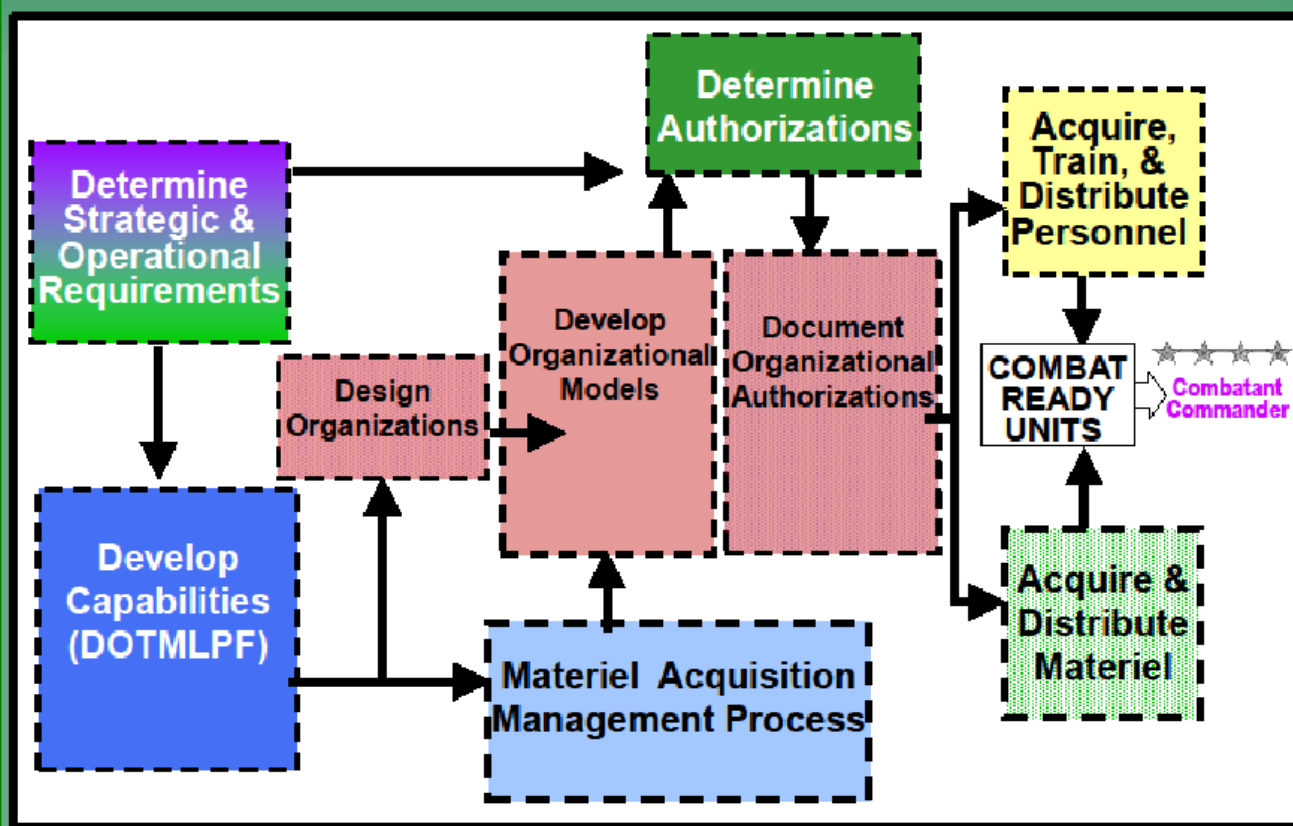 Determine
Authorizations
Determine
Strategic &
Operational
Requirements
Acquire,
Train, &
Distribute
Personnel
Develop
Organizational
Models
Document
Organizational
Authorizations
Design
Organizations
COMBAT
READY
UNITS
Combatant
Commander
Develop
Capabilities
(DOTMLPF)
Materiel Acquisition
Management Process
Acquire &
Distribute
Materiel